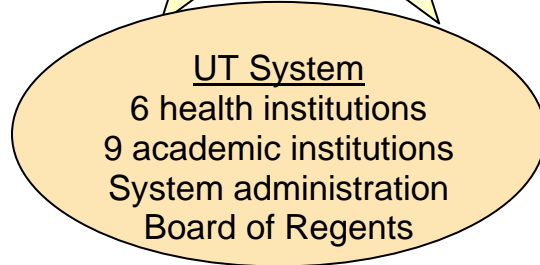 UT System
6 health institutions
9 academic institutions
System administration
Board of Regents